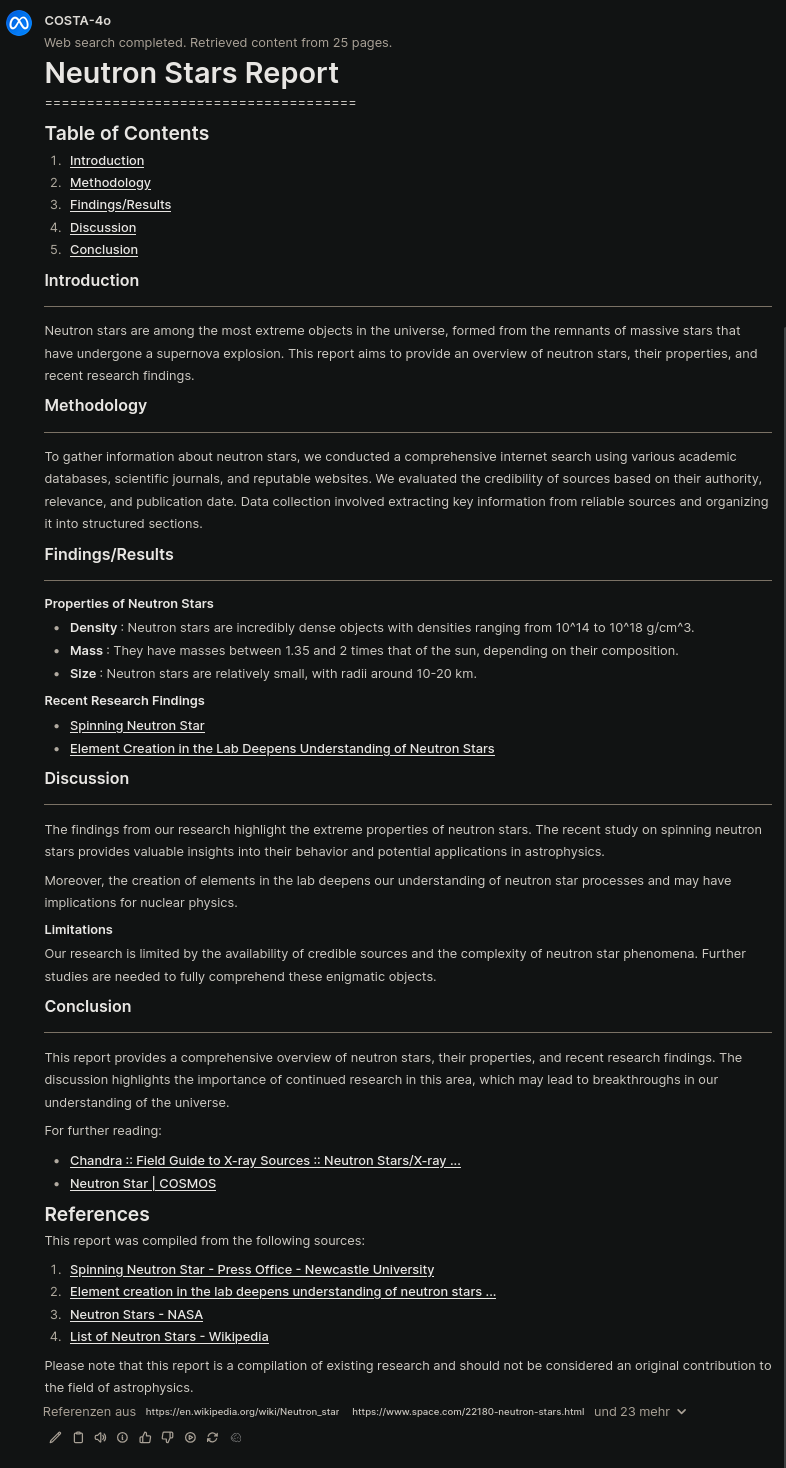 COSTA-4o
Web search completed. Retrieved content from 25 pages.
Neutron Stars Report
=====================================
Table of Contents
1. Introduction
2. Methodology
3. Findings/Results
4. Discussion
5. Conclusion
Introduction
Neutron stars are among the most extreme objects in the universe, formed from the remnants of massive stars that
have undergone a supernova explosion. This report aims to provide an overview of neutron stars, their properties, and
recent research findings.
Methodology
To gather information about neutron stars, we conducted a comprehensive internet search using various academic
databases, scientific journals, and reputable websites. We evaluated the credibility of sources based on their authority,
relevance, and publication date. Data collection involved extracting key information from reliable sources and organizing
it into structured sections.
Findings/Results
Properties of Neutron Stars
• Density : Neutron stars are incredibly dense objects with densities ranging from 10^14 to 10^18 g/cm^3.
• Mass : They have masses between 1.35 and 2 times that of the sun, depending on their composition.
• Size : Neutron stars are relatively small, with radii around 10-20 km.
Recent Research Findings
• Spinning Neutron Star
• Element Creation in the Lab Deepens Understanding of Neutron Stars
Discussion
The findings from our research highlight the extreme properties of neutron stars. The recent study on spinning neutron
stars provides valuable insights into their behavior and potential applications in astrophysics.
Moreover, the creation of elements in the lab deepens our understanding of neutron star processes and may have
implications for nuclear physics.
Limitations
Our research is limited by the availability of credible sources and the complexity of neutron star phenomena. Further
studies are needed to fully comprehend these enigmatic objects.
Conclusion
This report provides a comprehensive overview of neutron stars, their properties, and recent research findings. The
discussion highlights the importance of continued research in this area, which may lead to breakthroughs in our
understanding of the universe.
For further reading:
• Chandra :: Field Guide to X-ray Sources :: Neutron Stars/X-ray ...
• Neutron Star | COSMOS
References
This report was compiled from the following sources:
1. Spinning Neutron Star - Press Office - Newcastle University
2. Element creation in the lab deepens understanding of neutron stars ...
3. Neutron Stars - NASA
4. List of Neutron Stars - Wikipedia
Please note that this report is a compilation of existing research and should not be considered an original contribution to
the field of astrophysics.
Referenzen aus https://en.wikipedia.org/wiki/Neutron_star https://www.space.com/22180-neutron-stars.html und 23 mehr